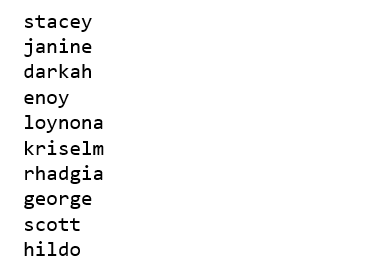 stacey
janine
darkah
enoy
loynona
kriselm
rhadgia
george
scott
hildo